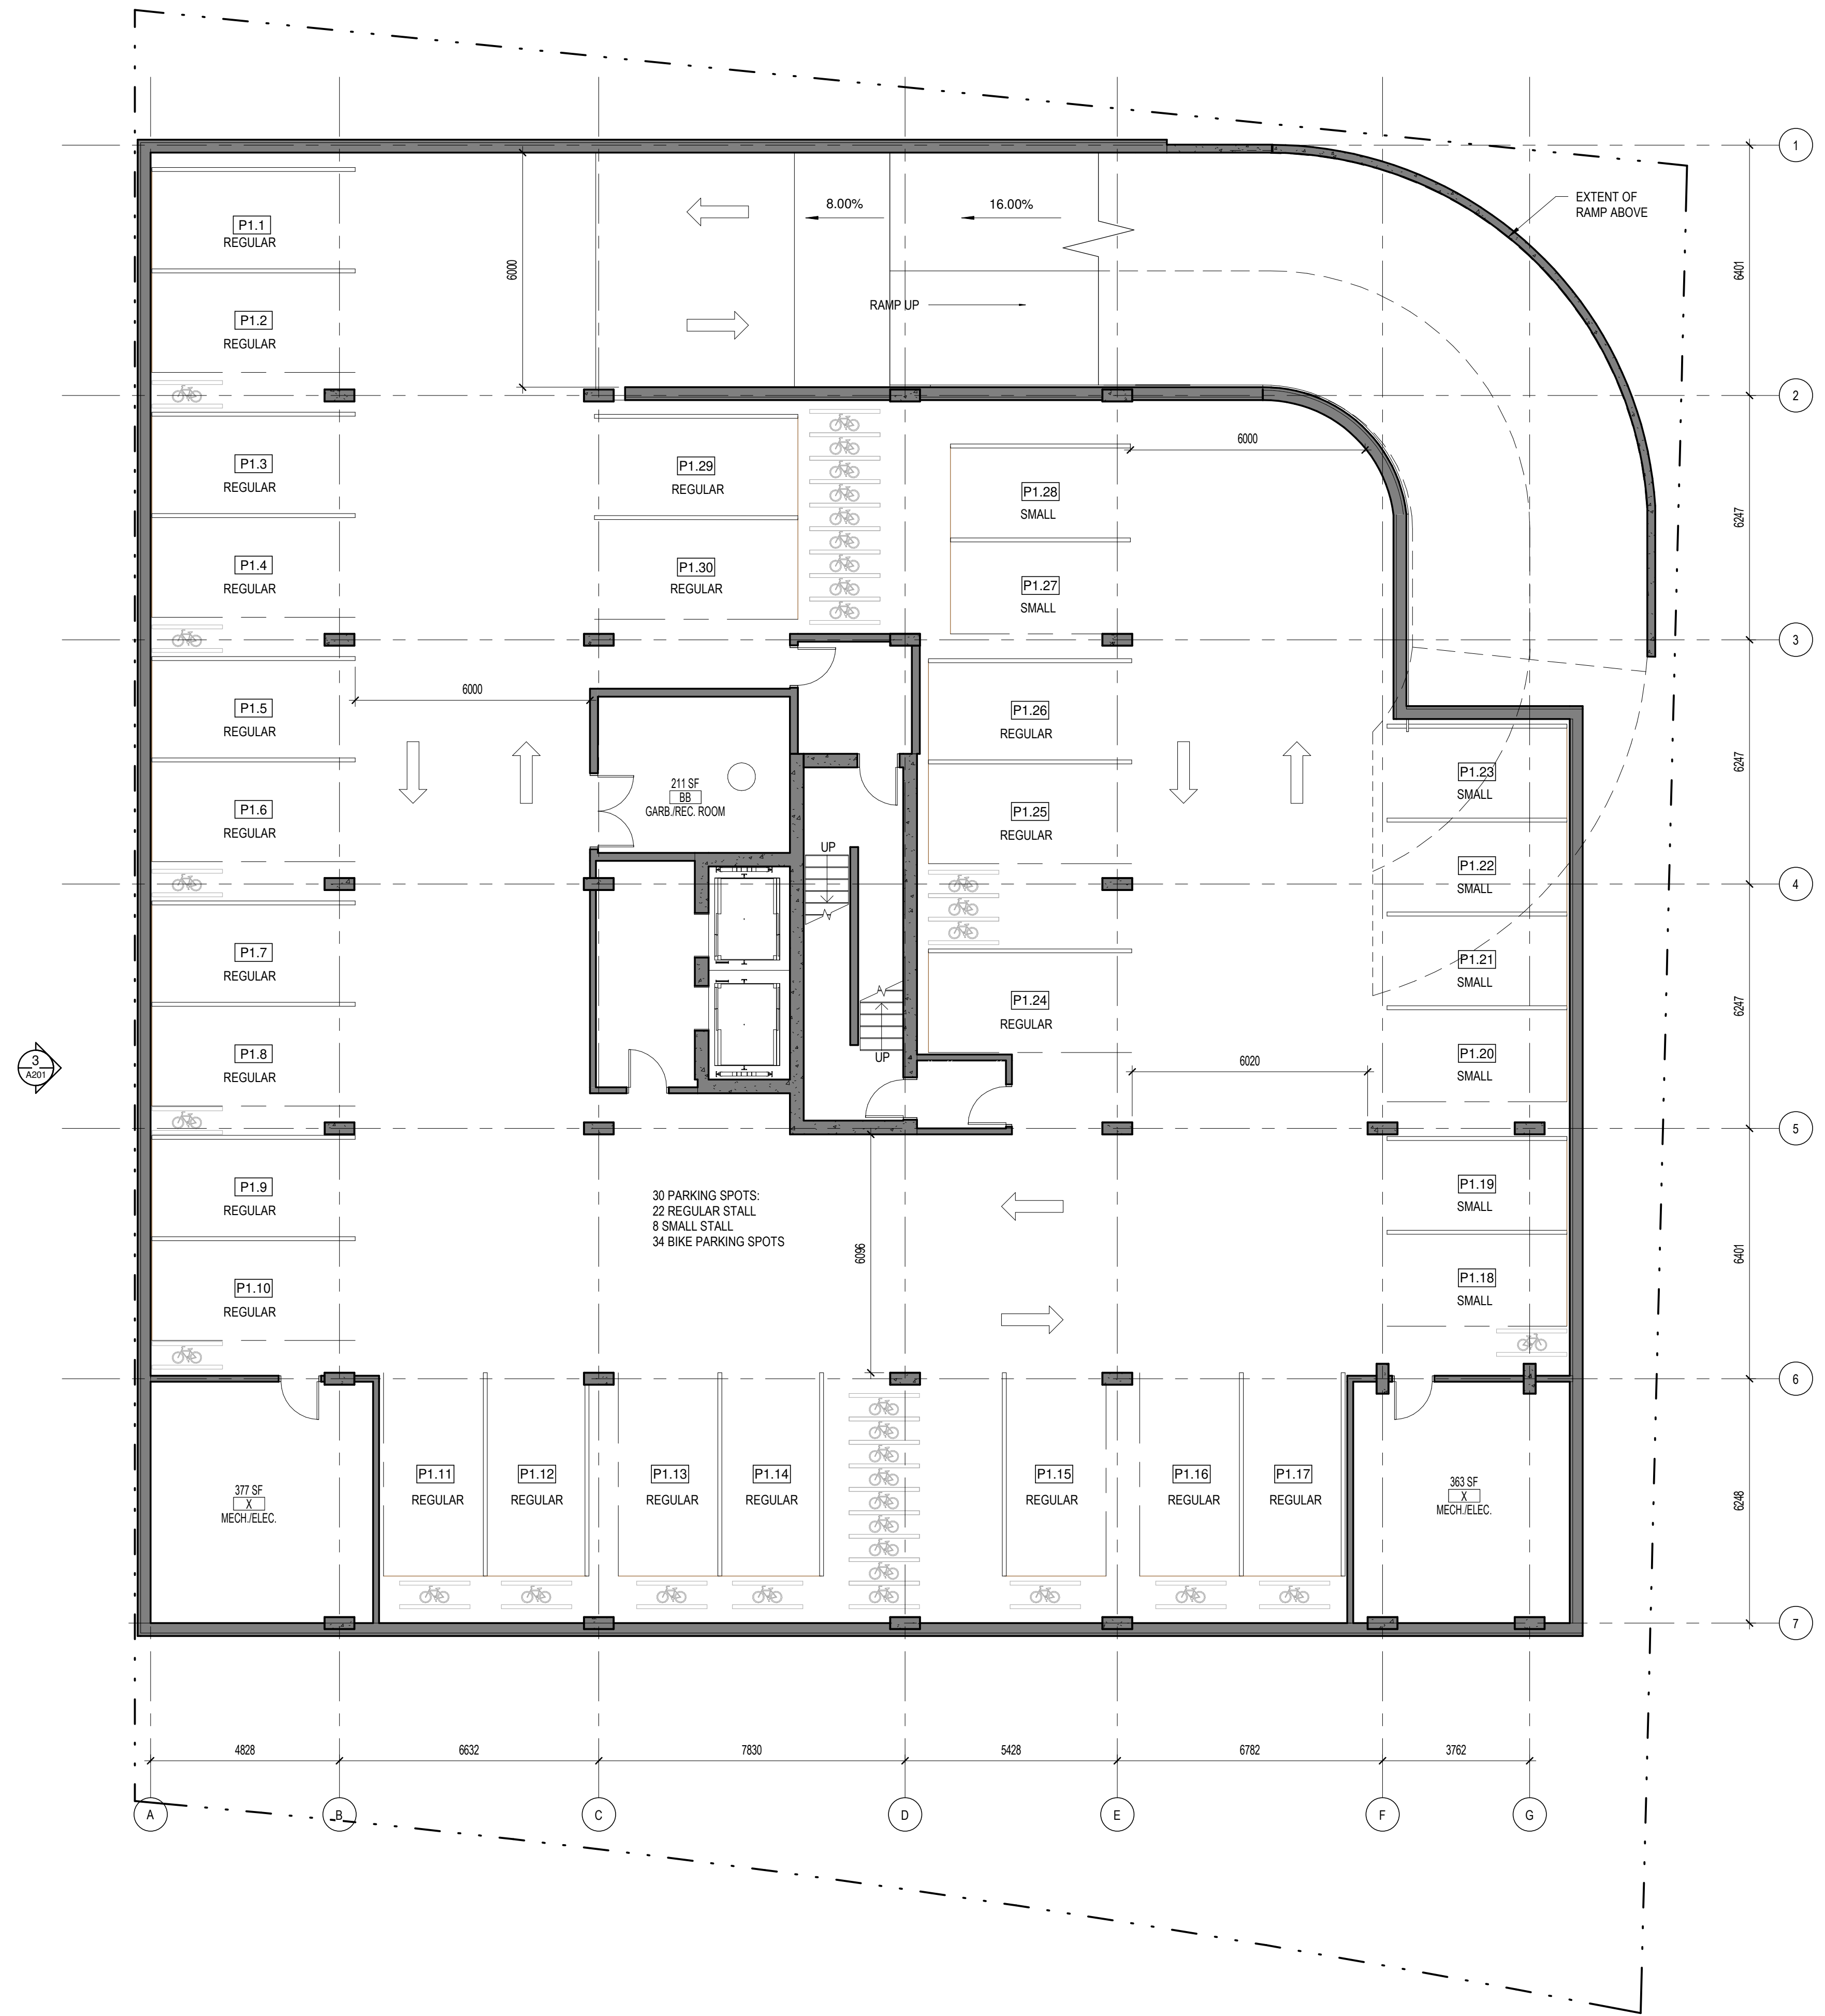 1
EXTENT OF
RAMP ABOVE
8.00%
16.00%
P1.1
REGULAR
6000
6401
RAMP UP
P1.2
REGULAR
2
6000
P1.3
REGULAR
P1.29
REGULAR
P1.28
SMALL
6247
P1.4
REGULAR
P1.30
REGULAR
P1.27
SMALL
3
6000
P1.5
REGULAR
P1.26
REGULAR
6247
P1.23
SMALL
211 SF
BB
GARB./REC. ROOM
P1.6
REGULAR
P1.25
REGULAR
UP
P1.22
SMALL
4
P1.7
REGULAR
P1.21
SMALL
P1.24
REGULAR
6247
3
A201
P1.8
REGULAR
UP
6020
P1.20
SMALL
5
P1.9
REGULAR
30 PARKING SPOTS:
22 REGULAR STALL
8 SMALL STALL
34 BIKE PARKING SPOTS
6096
P1.19
SMALL
6401
P1.10
REGULAR
P1.18
SMALL
6
377 SF
X
MECH./ELEC.
P1.11
REGULAR
P1.12
REGULAR
P1.13
REGULAR
P1.14
REGULAR
P1.15
REGULAR
P1.16
REGULAR
P1.17
REGULAR
363 SF
X
MECH./ELEC.
6248
7
4828
6632
7830
5428
6782
3762
A
B
C
D
E
F
G